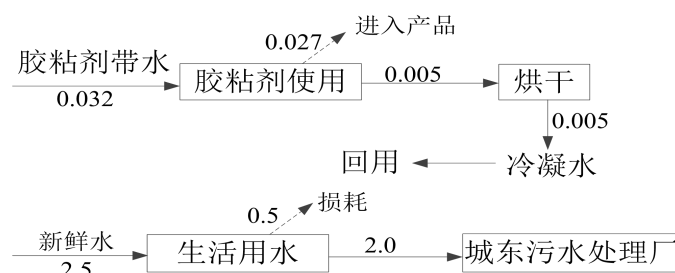 0.027
进入产品
胶粘剂带水
0.032
胶粘剂使用
0.005
烘干
0.005
回用
冷凝水
0.5
损耗
新鲜水
2.5
生活用水
2.0
城东污水处理厂